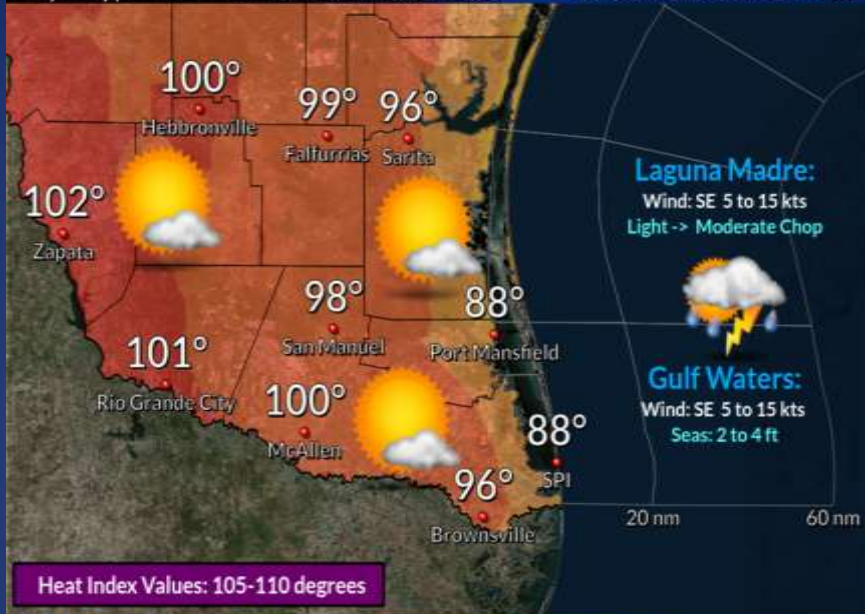 100°
Hebbronville
99°
Falfurrias
96°
Sarita
102°
Zapata
98°
San Manuel
88°
Port Mansfield
101°
Rio Grande City
100°
McAllen
88°
SPI
96°
Brownsville
Laguna Madre:
Wind: SE 5 to 15 kts
Light -> Moderate Chop
Gulf Waters:
Wind: SE 5 to 15 kts
Seas: 2 to 4 ft
20 nm
60 nm
Heat Index Values: 105-110 degrees